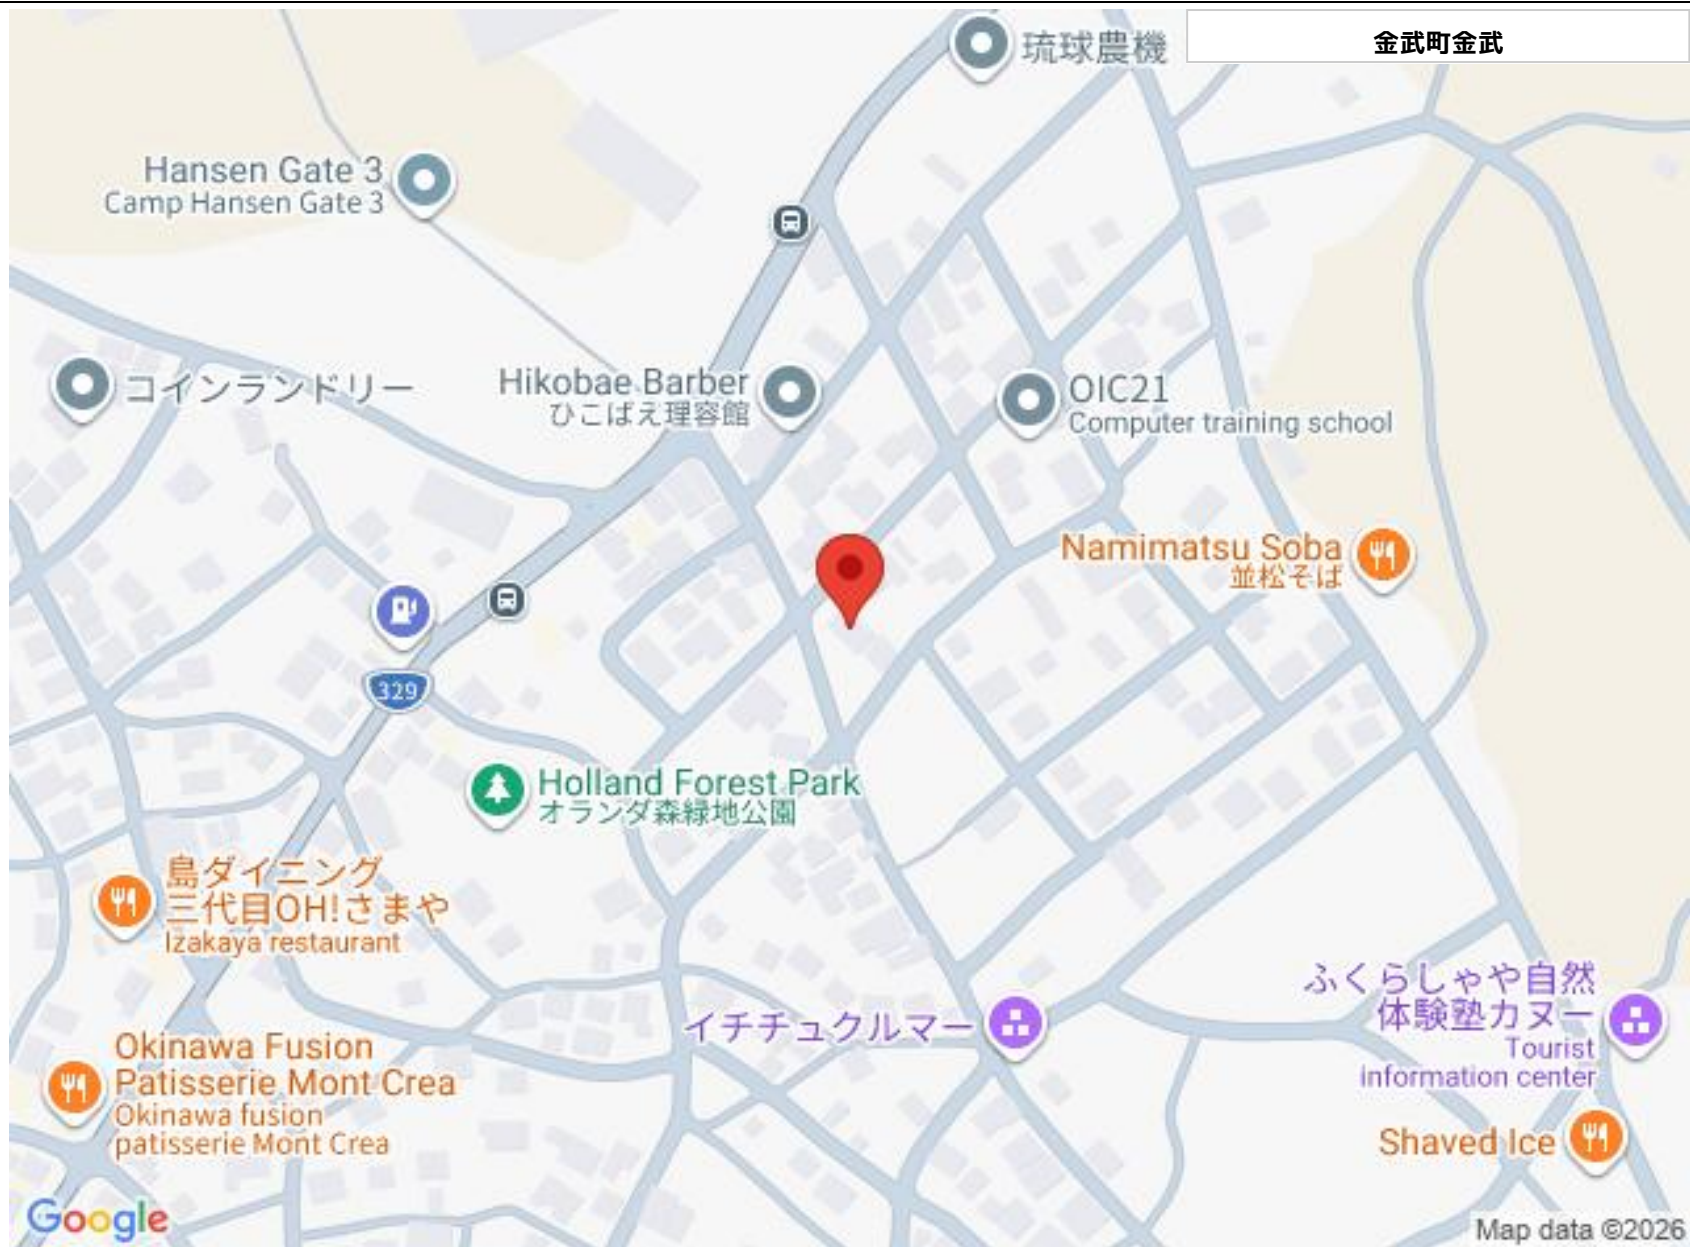 金武町金武
琉球農機
Hansen Gate 3
Camp Hansen Gate 3
コインランドリー
Hikobae Barber
ひこばえ理容館
OIC21
Computer training school
Namimatsu Soba
並松そば
329
Holland Forest Park
オランダ森緑地公園
島ダイニング
三代目OH!さまや
Izakaya restaurant
ふくらしゃや自然
体験塾カヌー
Tourist
information center
イチチュクルマー
Okinawa Fusion
Patisserie Mont Crea
Okinawa fusion
patisserie Mont Crea
Shaved Ice
Google
Map data ©2026